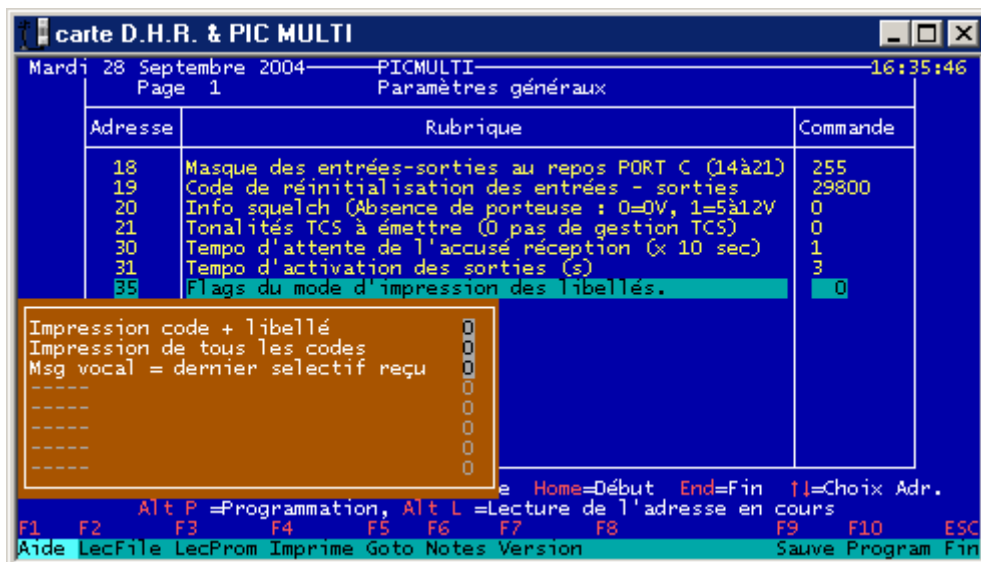 carte D.H.R. & PIC MULTI
Mardi 28 Septembre 2004 PICMULTI 16:35:46
Page 1 Paramètres généraux
Adresse Rubrique Commande
18 Masque des entrées-sorties au repos PORT C (14à21) 255
19 Code de réinitialisation des entrées - sorties 29800
20 Info squelch (Absence de porteuse : 0=0V, 1=5à12V 0
21 Tonalités TCS à émettre (0 pas de gestion TCS) 0
30 Tempo d'attente de l'accusé réception (x 10 sec) 1
31 Tempo d'activation des sorties (s) 3
35 Flags du mode d'impression des libellés. 0
Impression code + libellé 0
Impression de tous les codes 0
Msg vocal = dernier selectif reçu 0
----- 0
----- 0
----- 0
----- 0
----- 0
e Home=Début End=Fin ↑↓=Choix Adr.
Alt P =Programmation, Alt L =Lecture de l'adresse en cours
F1 F2 F3 F4 F5 F6 F7 F8 F9 F10 ESC
Aide LecFile LecProm Imprime Goto Notes Version Sauve Program Fin